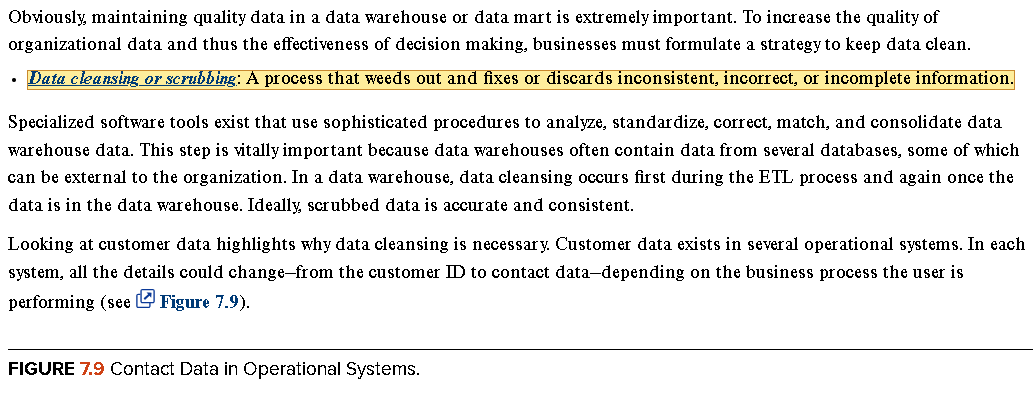 Obviously, maintaining quality data in a data warehouse or data mart is extremely important. To increase the quality of
organizational data and thus the effectiveness of decision making, businesses must formulate a strategy to keep data clean.
• Data cleansing or scrubbing: A process that weeds out and fixes or discards inconsistent, incorrect, or incomplete information.
Specialized software tools exist that use sophisticated procedures to analyze, standardize, correct, match, and consolidate data
warehouse data. This step is vitally important because data warehouses often contain data from several databases, some of which
can be external to the organization. In a data warehouse, data cleansing occurs first during the ETL process and again once the
data is in the data warehouse. Ideally, scrubbed data is accurate and consistent.
Looking at customer data highlights why data cleansing is necessary. Customer data exists in several operational systems. In each
system, all the details could change—from the customer ID to contact data—depending on the business process the user is
performing (see Figure 7.9).
FIGURE 7.9 Contact Data in Operational Systems.